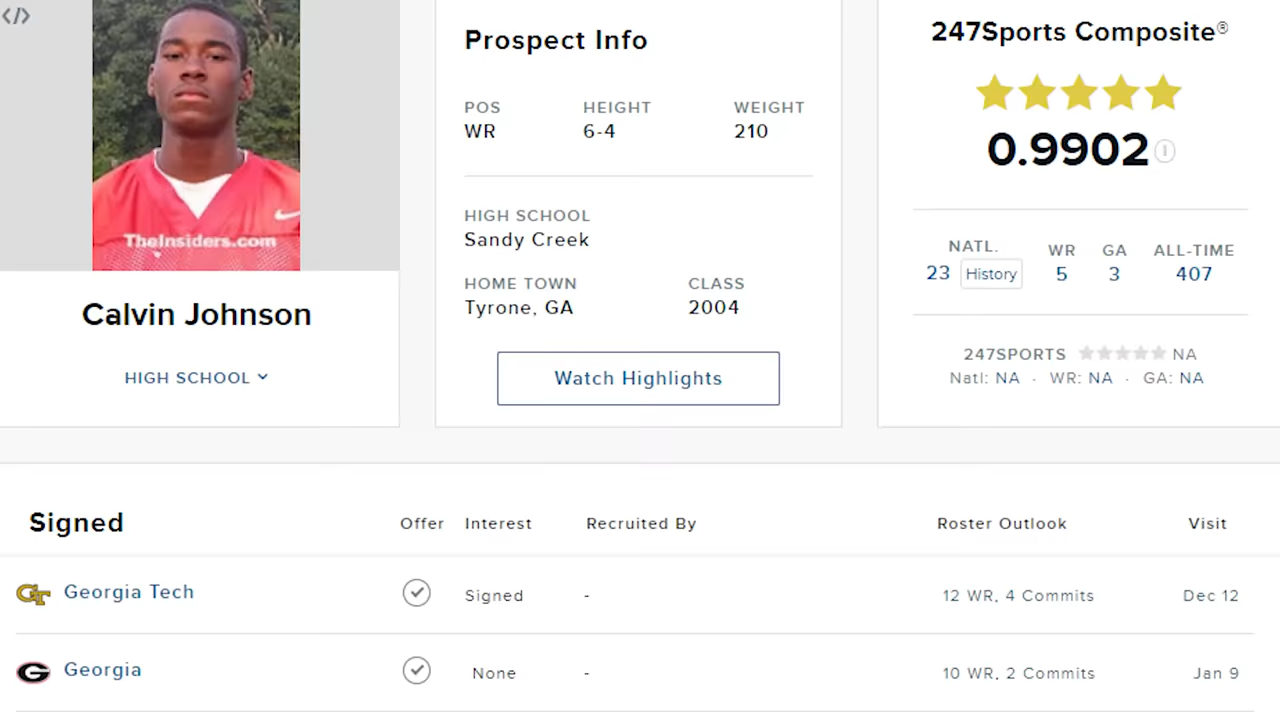 </>
TheInsiders.com
Calvin Johnson
HIGH SCHOOL
Prospect Info
POS HEIGHT WEIGHT
WR 6-4 210
HIGH SCHOOL
Sandy Creek
HOME TOWN CLASS
Tyrone, GA 2004
Watch Highlights
247Sports Composite®
0.9902
NATL. WR GA ALL-TIME
23 History 5 3 407
247SPORTS NA
Natl: NA - WR: NA - GA: NA
Signed Offer Interest Recruited By Roster Outlook Visit
GT Georgia Tech Signed - 12 WR, 4 Commits Dec 12
G Georgia None - 10 WR, 2 Commits Jan 9